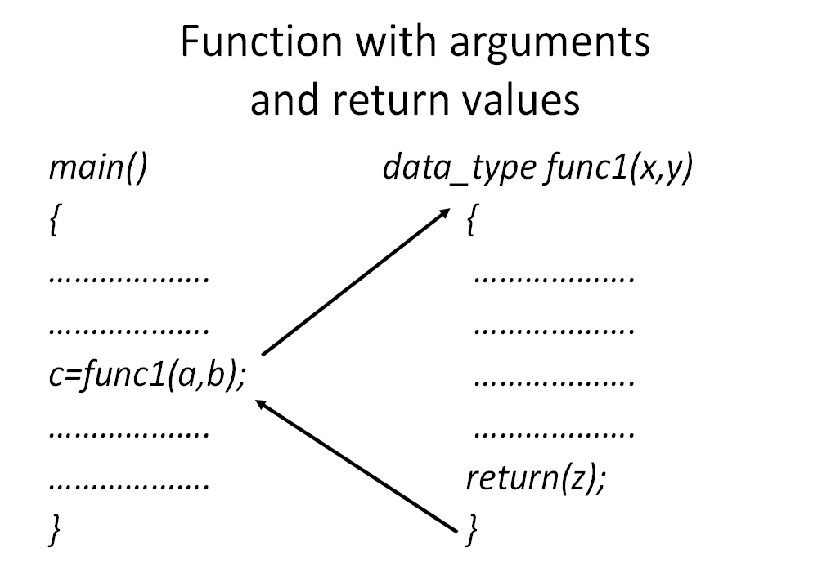 Function with arguments
and return values
main()
{
...................
...................
c=func1(a,b);
...................
...................
}
data_type func1(x,y)
{
...................
...................
...................
...................
return(z);
}